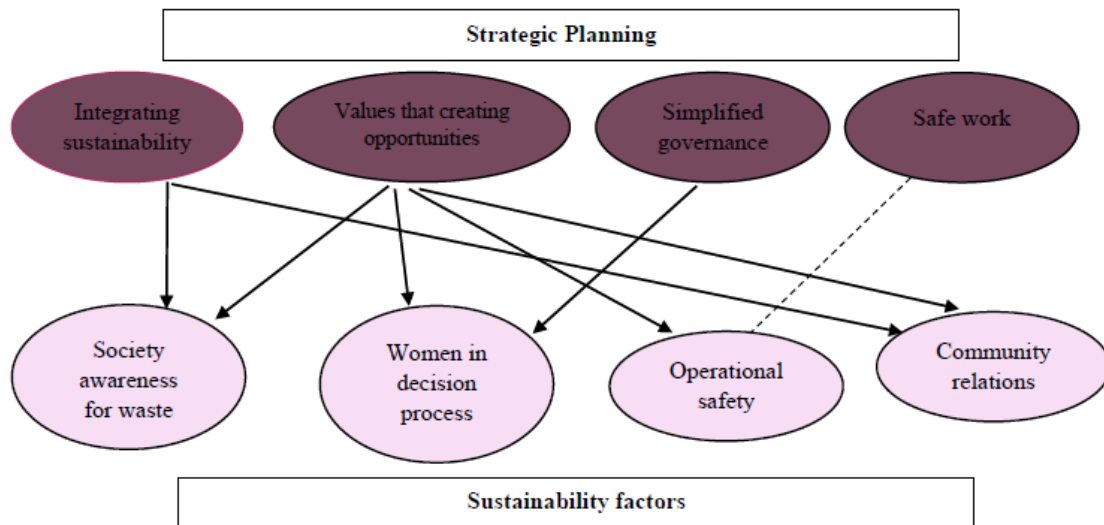 Strategic Planning
Integrating
sustainability
Values that creating
opportunities
Simplified
governance
Safe work
Society
awareness
for waste
Women in
decision
process
Operational
safety
Community
relations
Sustainability factors